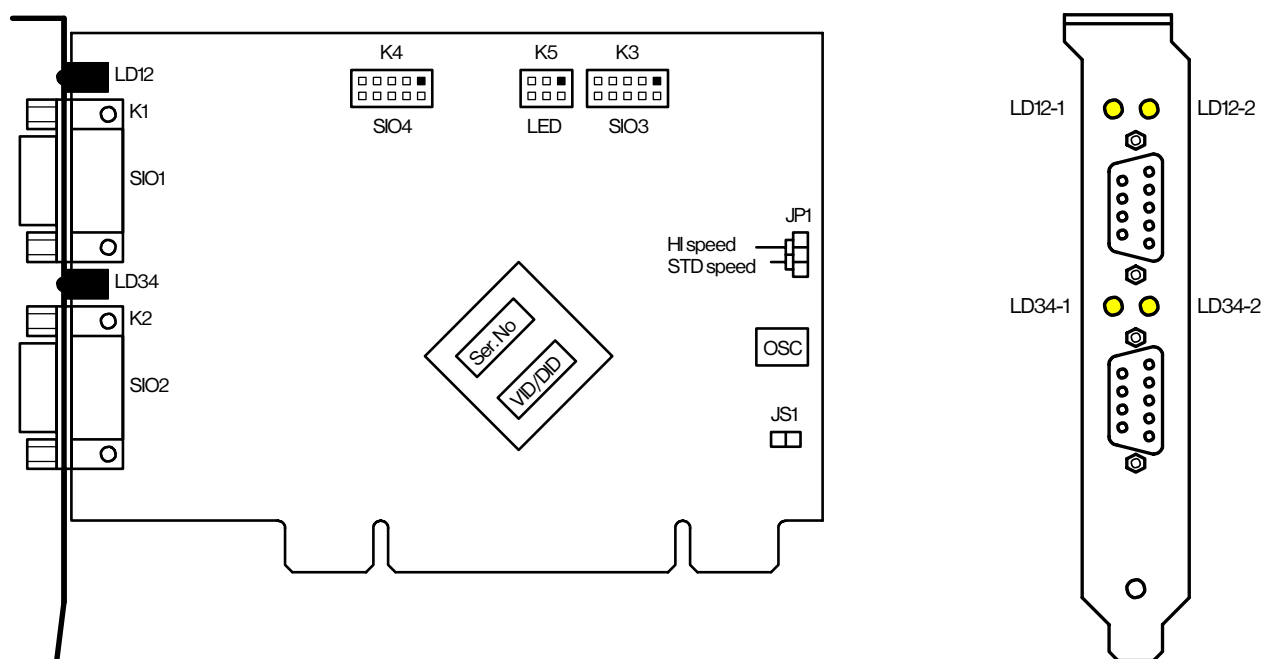 K4
K5
K3
LD12
K1
SIO4
LED
SIO3
SIO1
JP1
HI speed
STD speed
LD34
K2
Ser. No
VID/DID
OSC
SIO2
JS1
LD12-1
LD12-2
LD34-1
LD34-2